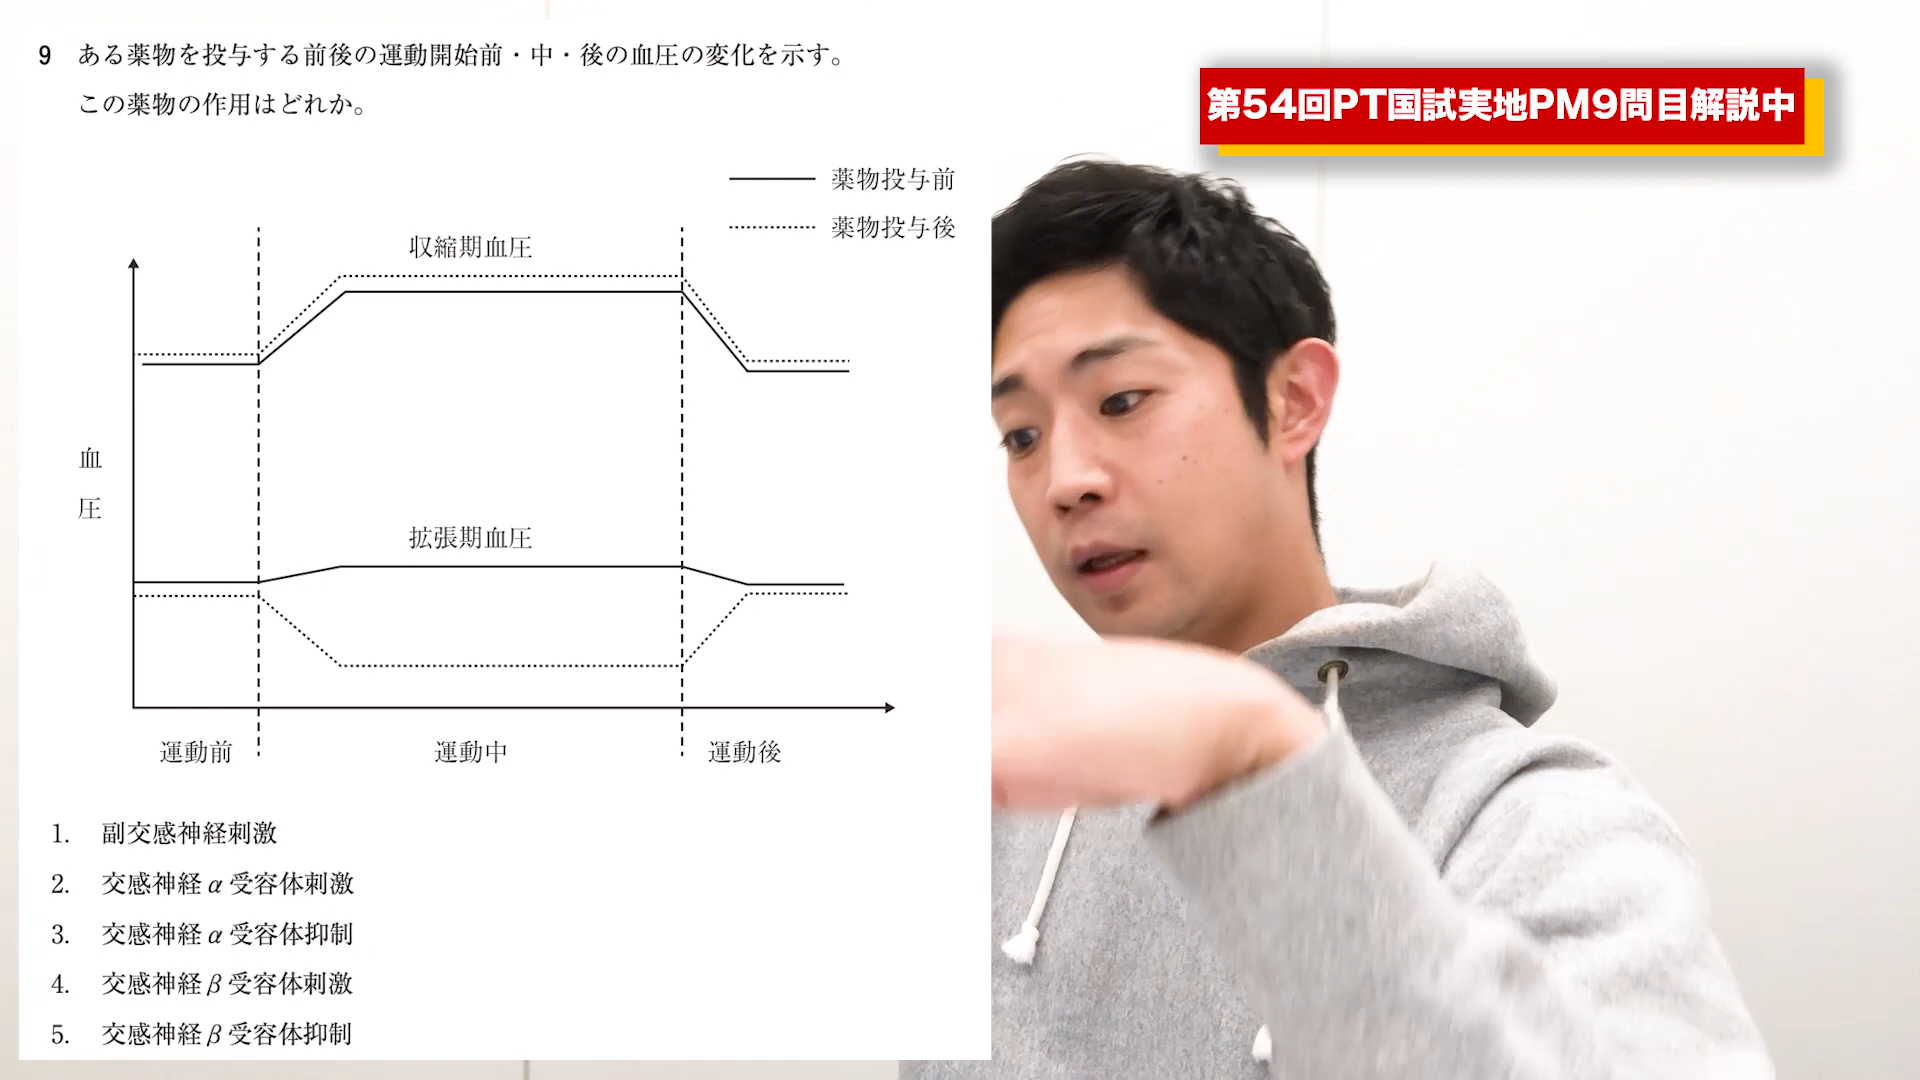 9 ある薬物を投与する前後の運動開始前・中・後の血圧の変化を示す。
この薬物の作用はどれか。
第54回PT国試実地PM9問目解説中
薬物投与前
薬物投与後
収縮期血圧
血圧
拡張期血圧
運動前 運動中 運動後
1. 副交感神経刺激
2. 交感神経α受容体刺激
3. 交感神経α受容体抑制
4. 交感神経β受容体刺激
5. 交感神経β受容体抑制